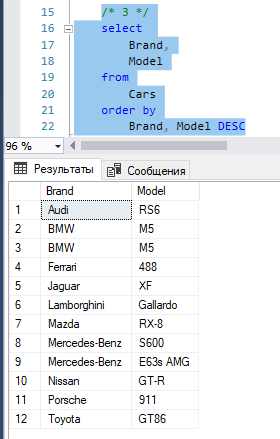 15 /* 3 */
16 select
17 Brand,
18 Model
19 from
20 Cars
21 order by
22 Brand, Model DESC
96 %
Результаты Сообщения
Brand Model
1 Audi RS6
2 BMW M5
3 BMW M5
4 Ferrari 488
5 Jaguar XF
6 Lamborghini Gallardo
7 Mazda RX-8
8 Mercedes-Benz S600
9 Mercedes-Benz E63s AMG
10 Nissan GT-R
11 Porsche 911
12 Toyota GT86